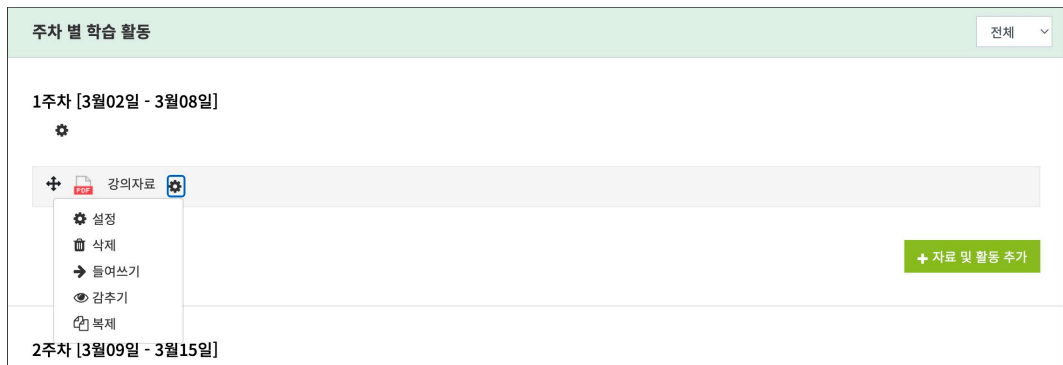 주차 별 학습 활동
전체
1주차 [3월02일 - 3월08일]
PDF 강의자료
설정
삭제
들여쓰기
감추기
복제
+ 자료 및 활동 추가
2주차 [3월09일 - 3월15일]